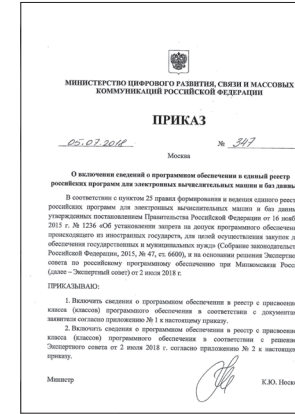 МИНИСТЕРСТВО ЦИФРОВОГО РАЗВИТИЯ, СВЯЗИ И МАССОВЫХ
КОММУНИКАЦИЙ РОССИЙСКОЙ ФЕДЕРАЦИИ
ПРИКАЗ
05.07.2018 № 347
Москва
О включении сведений о программном обеспечении в единый реестр
российских программ для электронных вычислительных машин и баз данны
В соответствии с пунктом 25 правил формирования и ведения единого реест
российских программ для электронных вычислительных машин и баз данны
утвержденных постановлением Правительства Российской Федерации от 16 нояб
2015 г. № 1236 «Об установлении запрета на допуск программного обеспечени
происходящего из иностранных государств, для целей осуществления закупок д
обеспечения государственных и муниципальных нужд» (Собрание законодательст
Российской Федерации, 2015, № 47, ст. 6600), и на основании решения Эксперт
совета по российскому программному обеспечению при Минкомсвязи Росс
(далее – Экспертный совет) от 2 июля 2018 г.
ПРИКАЗЫВАЮ:
1. Включить сведения о программном обеспечении в реестр с присвоение
класса (классов) программного обеспечения в соответствии с документам
заявителя согласно приложению № 1 к настоящему приказу.
2. Включить сведения о программном обеспечении в реестр с присвоение
класса (классов) программного обеспечения в соответствии с решение
Экспертного совета от 2 июля 2018 г. согласно приложению № 2 к настояще
приказу.
Министр К.Ю. Носк